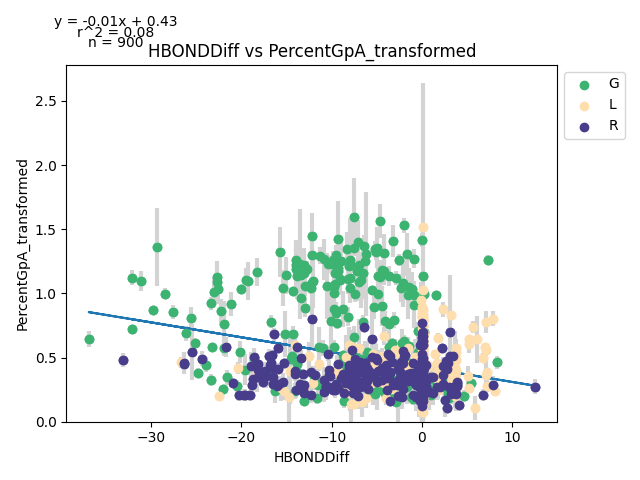 y = -0.01x + 0.43
r^2 = 0.08
n = 900
HBONDDiff vs PercentGpA_transformed
G
L
R
PercentGpA_transformed
2.5
2.0
1.5
1.0
0.5
0.0
−30
−20
−10
0
10
HBONDDiff